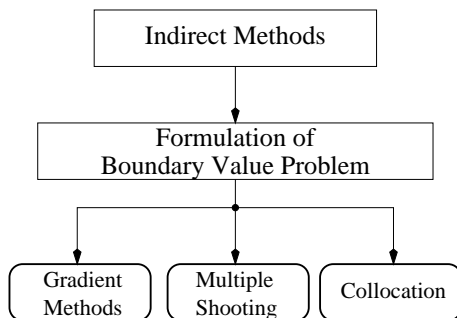 Indirect Methods
Formulation of
Boundary Value Problem
Gradient
Methods
Multiple
Shooting
Collocation